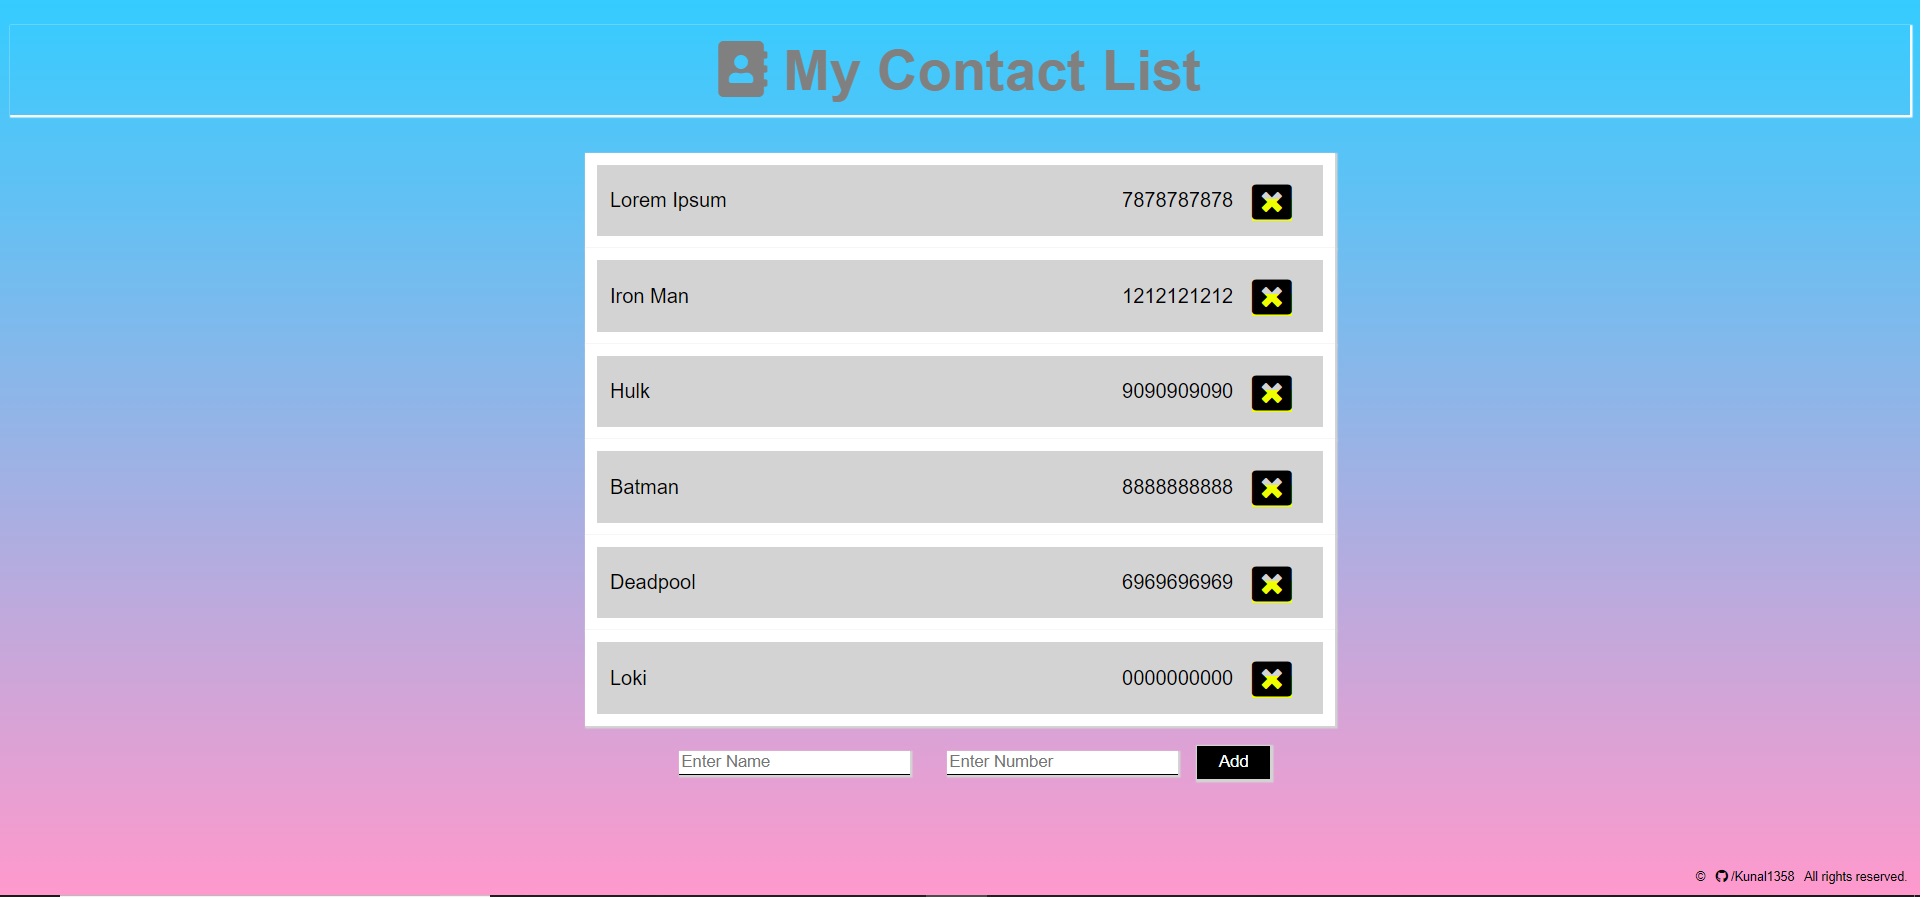 My Contact List
Lorem Ipsum 7878787878
Iron Man 1212121212
Hulk 9090909090
Batman 8888888888
Deadpool 6969696969
Loki 0000000000
Enter Name Enter Number Add
© /Kunal1358 All rights reserved.